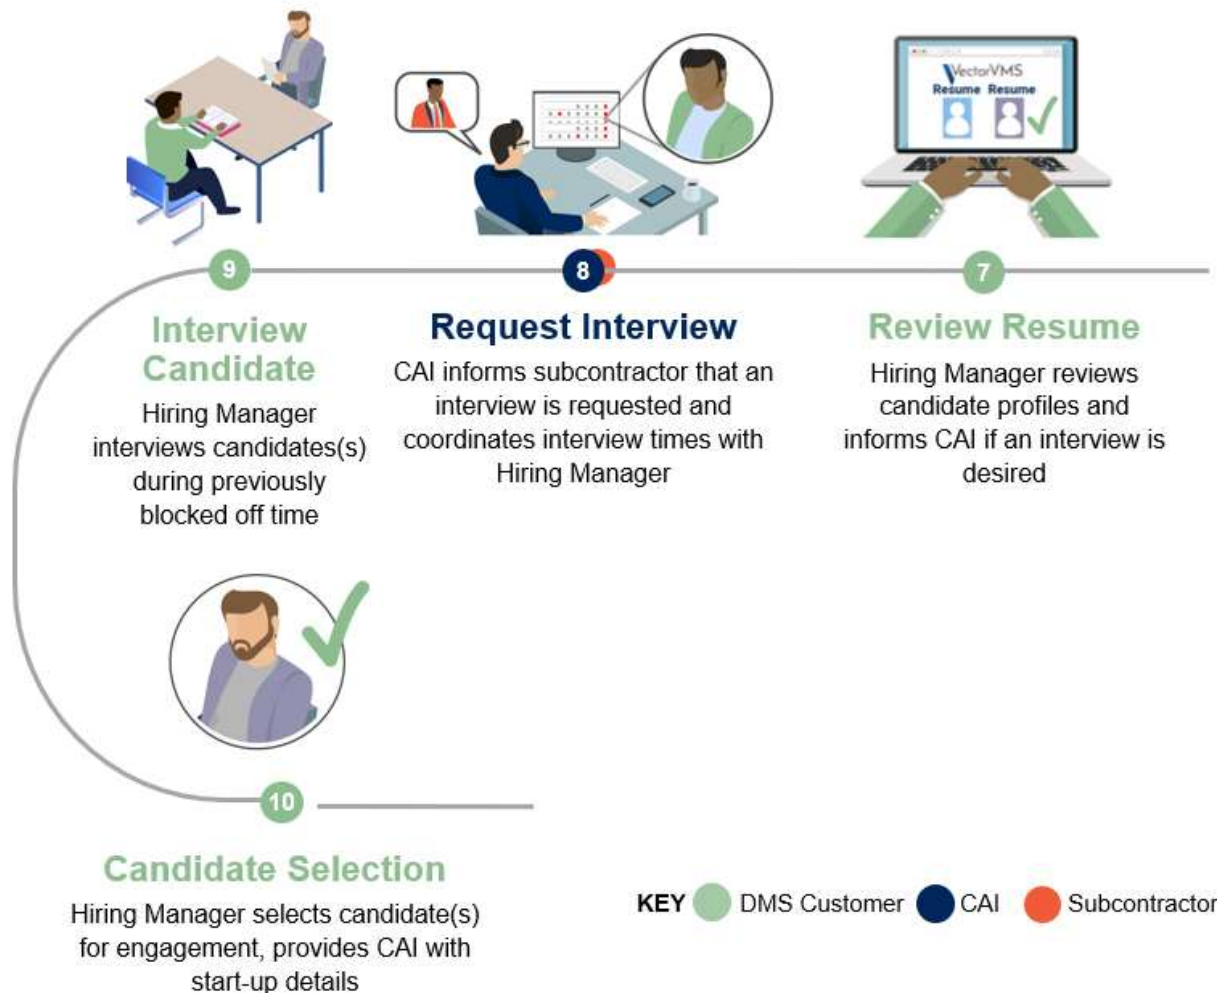 VectorVMS
Resume Resume
9
8
7
Interview
Candidate
Hiring Manager
interviews candidates(s)
during previously
blocked off time
Request Interview
CAI informs subcontractor that an
interview is requested and
coordinates interview times with
Hiring Manager
Review Resume
Hiring Manager reviews
candidate profiles and
informs CAI if an interview is
desired
10
Candidate Selection
Hiring Manager selects candidate(s)
for engagement, provides CAI with
start-up details
KEY DMS Customer CAI Subcontractor